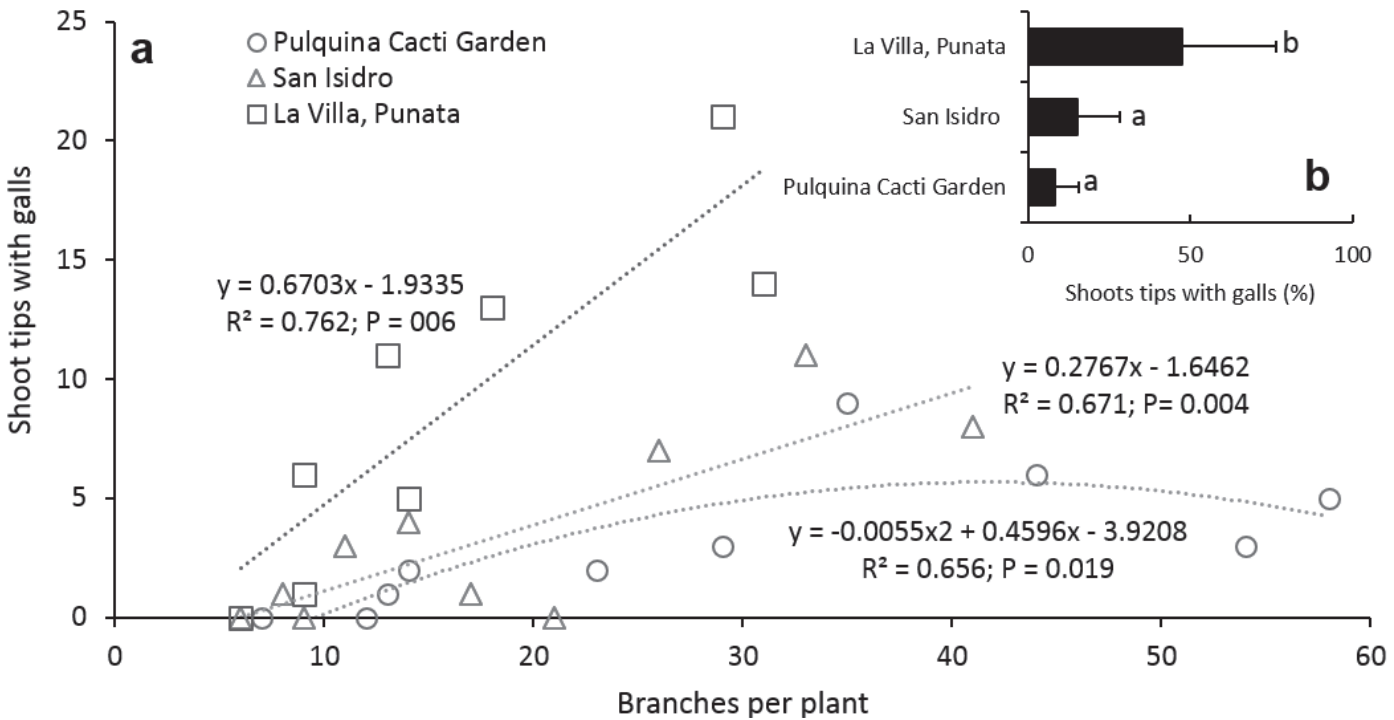 a
Pulquina Cacti Garden
San Isidro
La Villa, Punata
Shoot tips with galls
25
20
15
10
5
0
0
10
20
30
40
50
60
Branches per plant
y = 0.6703x - 1.9335
R² = 0.762; P = 006
y = 0.2767x - 1.6462
R² = 0.671; P= 0.004
y = -0.0055x2 + 0.4596x - 3.9208
R² = 0.656; P = 0.019
La Villa, Punata
b
San Isidro
a
Pulquina Cacti Garden
a
b
0
50
100
Shoots tips with galls (%)